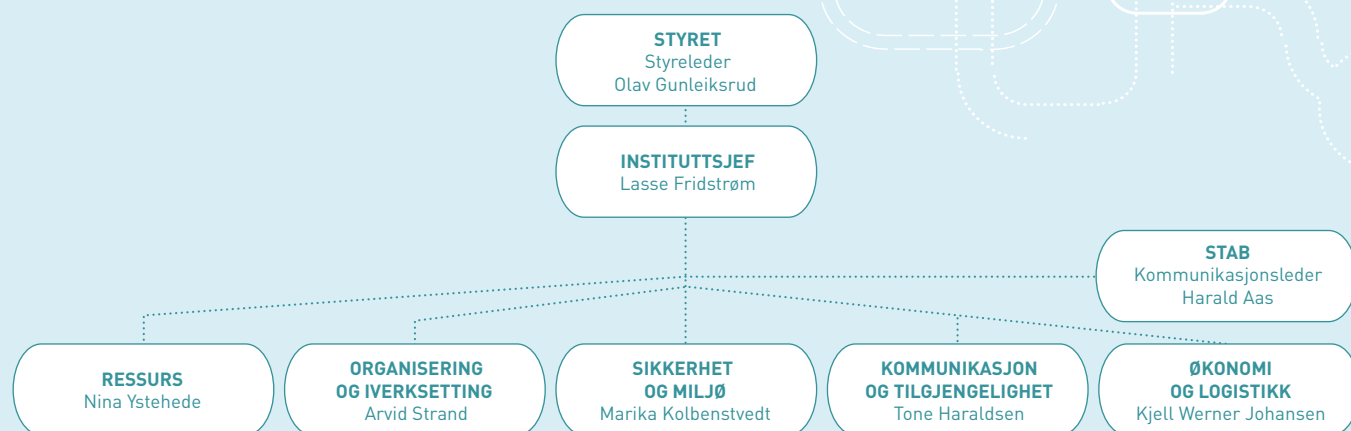 STYRET
Styreleder
Olav Gunleiksrud
INSTITUTTSJEF
Lasse Fridstrøm
STAB
Kommunikasjonsleder
Harald Aas
RESSURS
Nina Ystehede
ORGANISERING
OG IVERKSETTING
Arvid Strand
SIKKERHET
OG MILJØ
Marika Kolbenstvedt
KOMMUNIKASJON
OG TILGJENGELIGHET
Tone Haraldsen
ØKONOMI
OG LOGISTIKK
Kjell Werner Johansen